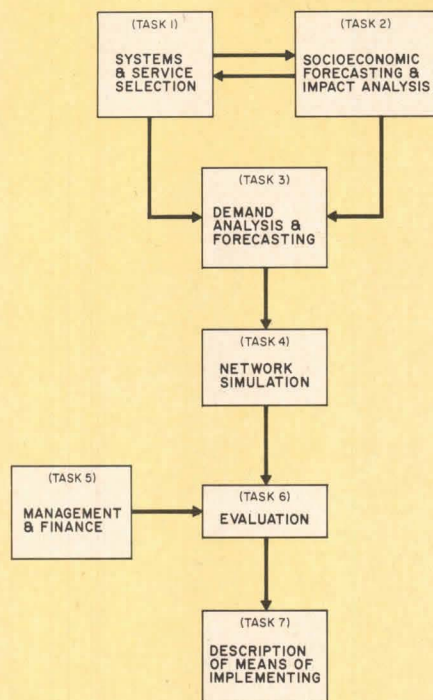 (TASK 1)
SYSTEMS
& SERVICE
SELECTION
(TASK 2)
SOCIOECONOMIC
FORECASTING &
IMPACT ANALYSIS
(TASK 3)
DEMAND
ANALYSIS &
FORECASTING
(TASK 4)
NETWORK
SIMULATION
(TASK 5)
MANAGEMENT
& FINANCE
(TASK 6)
EVALUATION
(TASK 7)
DESCRIPTION
OF MEANS OF
IMPLEMENTING